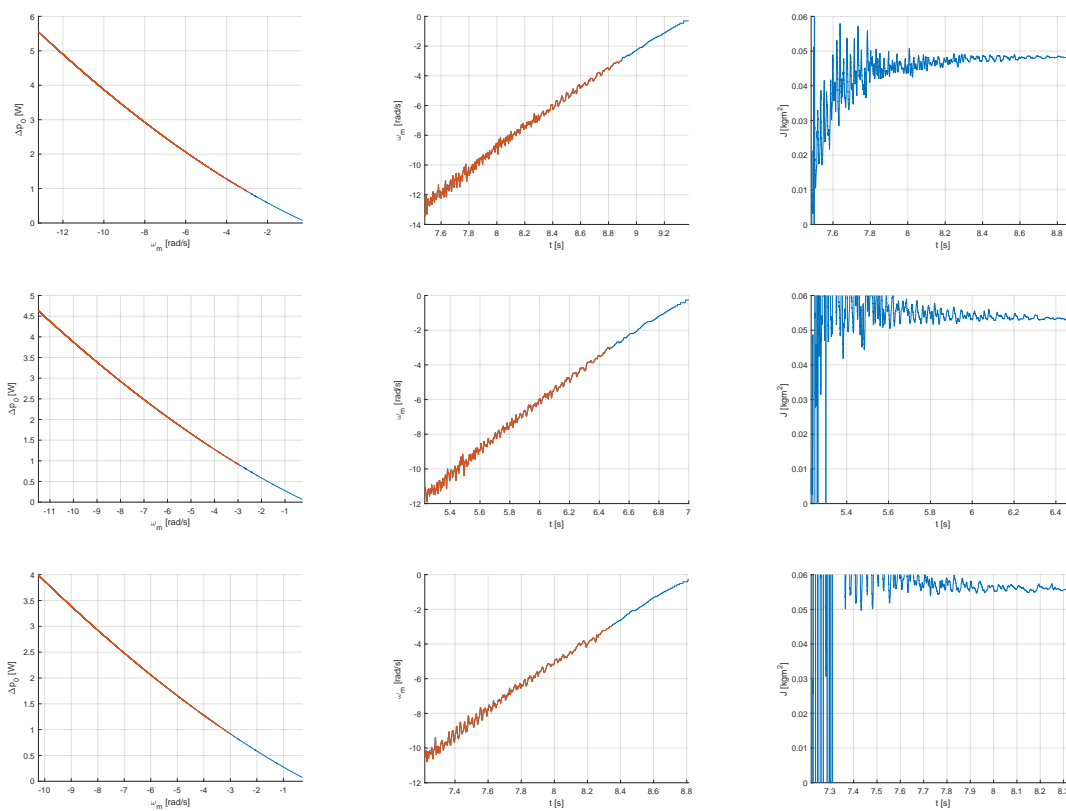 6
5
4
3
2
1
0
Δp₀ [W]
-12 -10 -8 -6 -4 -2
ω_m [rad/s]
0
-2
-4
-6
-8
-10
-12
-14
ω_m [rad/s]
7.6 7.8 8 8.2 8.4 8.6 8.8 9 9.2
t [s]
0.06
0.05
0.04
0.03
0.02
0.01
0
J [kgm²]
7.6 7.8 8 8.2 8.4 8.6 8.8
t [s]
5
4.5
4
3.5
3
2.5
2
1.5
1
0.5
0
Δp₀ [W]
-11 -10 -9 -8 -7 -6 -5 -4 -3 -2 -1
ω_m [rad/s]
0
-2
-4
-6
-8
-10
-12
ω_m [rad/s]
5.4 5.6 5.8 6 6.2 6.4 6.6 6.8 7
t [s]
0.06
0.05
0.04
0.03
0.02
0.01
0
J [kgm²]
5.4 5.6 5.8 6 6.2 6.4
t [s]
4
3.5
3
2.5
2
1.5
1
0.5
0
Δp₀ [W]
-10 -9 -8 -7 -6 -5 -4 -3 -2 -1
ω_m [rad/s]
0
-2
-4
-6
-8
-10
-12
ω_m [rad/s]
7.4 7.6 7.8 8 8.2 8.4 8.6 8.8
t [s]
0.06
0.05
0.04
0.03
0.02
0.01
0
J [kgm²]
7.3 7.4 7.5 7.6 7.7 7.8 7.9 8 8.1 8.2 8.3
t [s]